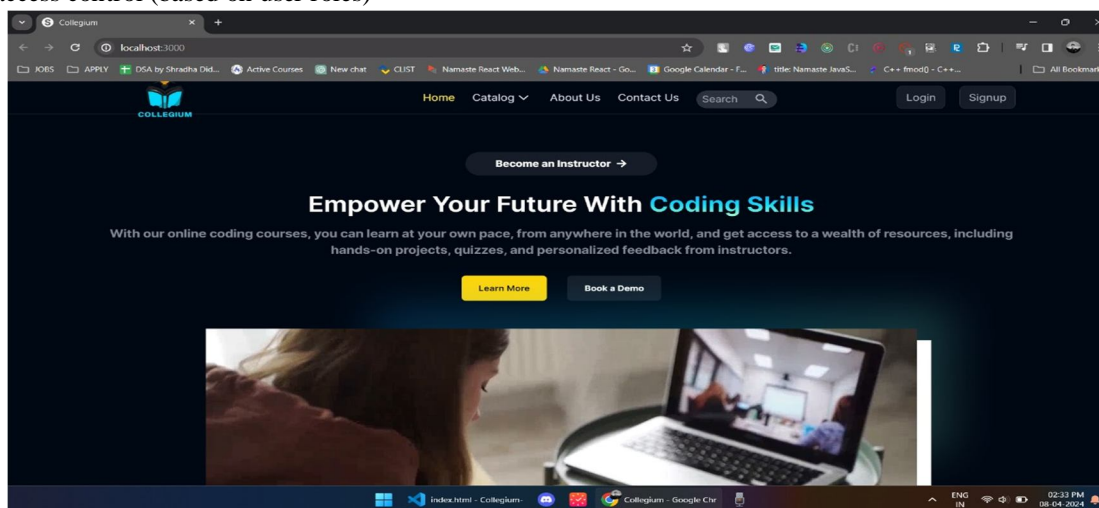 access control (based on user roles)
Collegium
localhost:3000
JOBS APPLY DSA by Shradha Did... Active Courses New chat CLIST Namaste React Web... Namaste React - Go... Google Calendar - F... title: Namaste JavaS... C++ fmod() - C++... All Bookmark
COLLEGIUM
Home Catalog About Us Contact Us Search Login Signup
Become an Instructor →
Empower Your Future With Coding Skills
With our online coding courses, you can learn at your own pace, from anywhere in the world, and get access to a wealth of resources, including
hands-on projects, quizzes, and personalized feedback from instructors.
Learn More Book a Demo
index.html - Collegium- Collegium - Google Chr ENG 02:33 PM
IN 08-04-2024